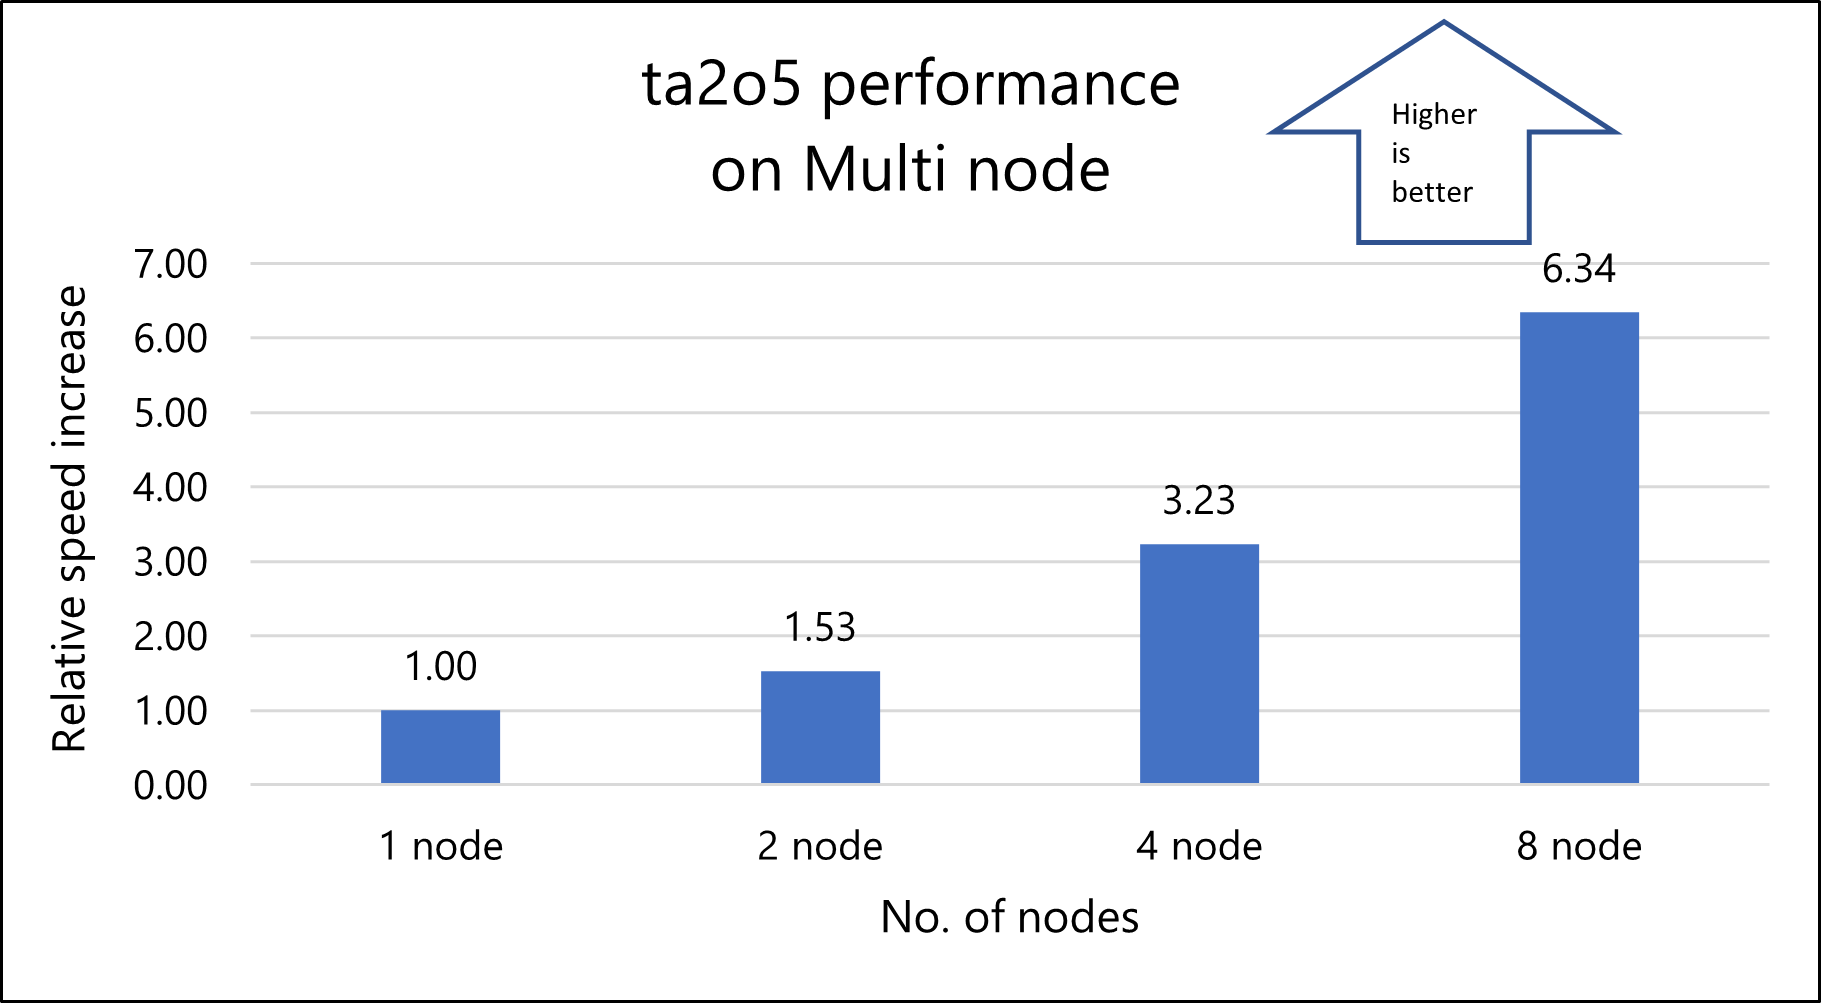 ta2o5 performance
on Multi node
Higher
is
better
Relative speed increase
7.00
6.00
5.00
4.00
3.00
2.00
1.00
0.00
1.00
1.53
3.23
6.34
1 node
2 node
4 node
8 node
No. of nodes